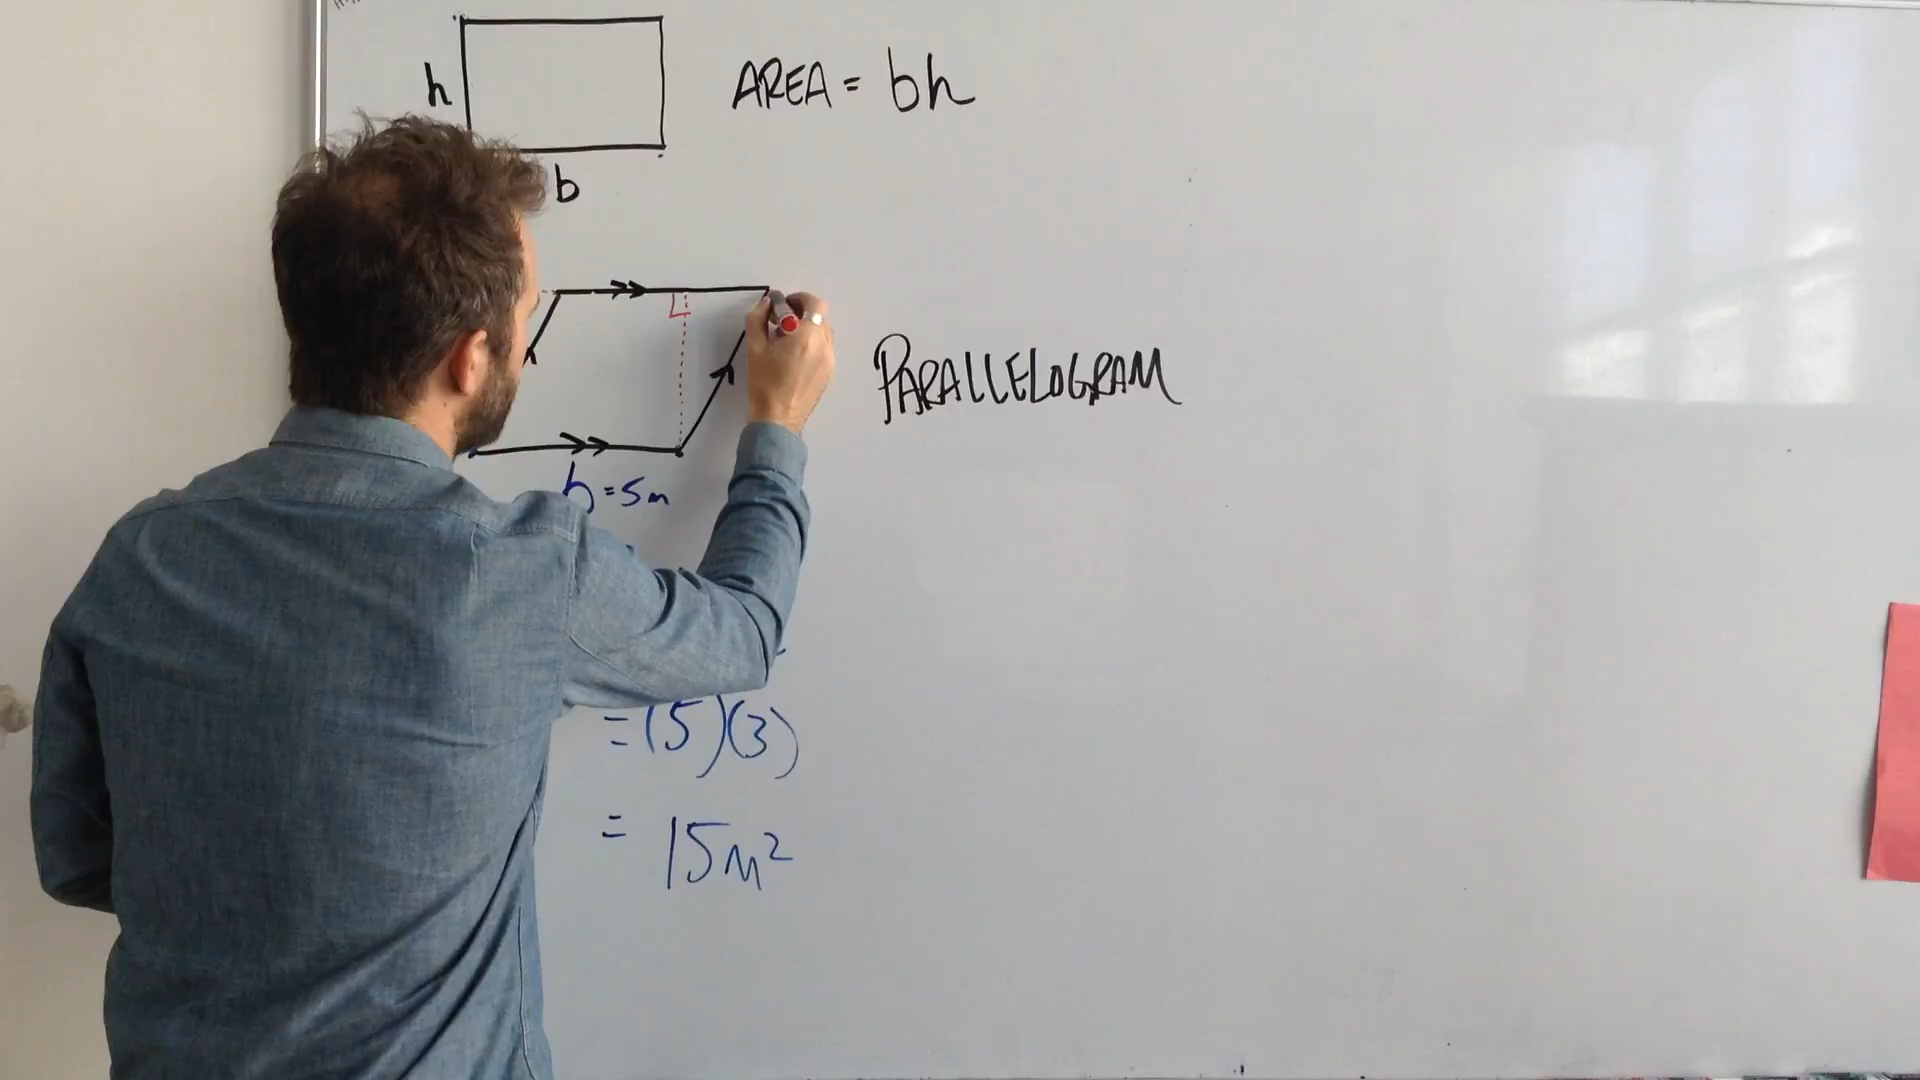 h
AREA = bh
b
PARALLELOGRAM
b = 5m
= (5)(3)
= 15m²